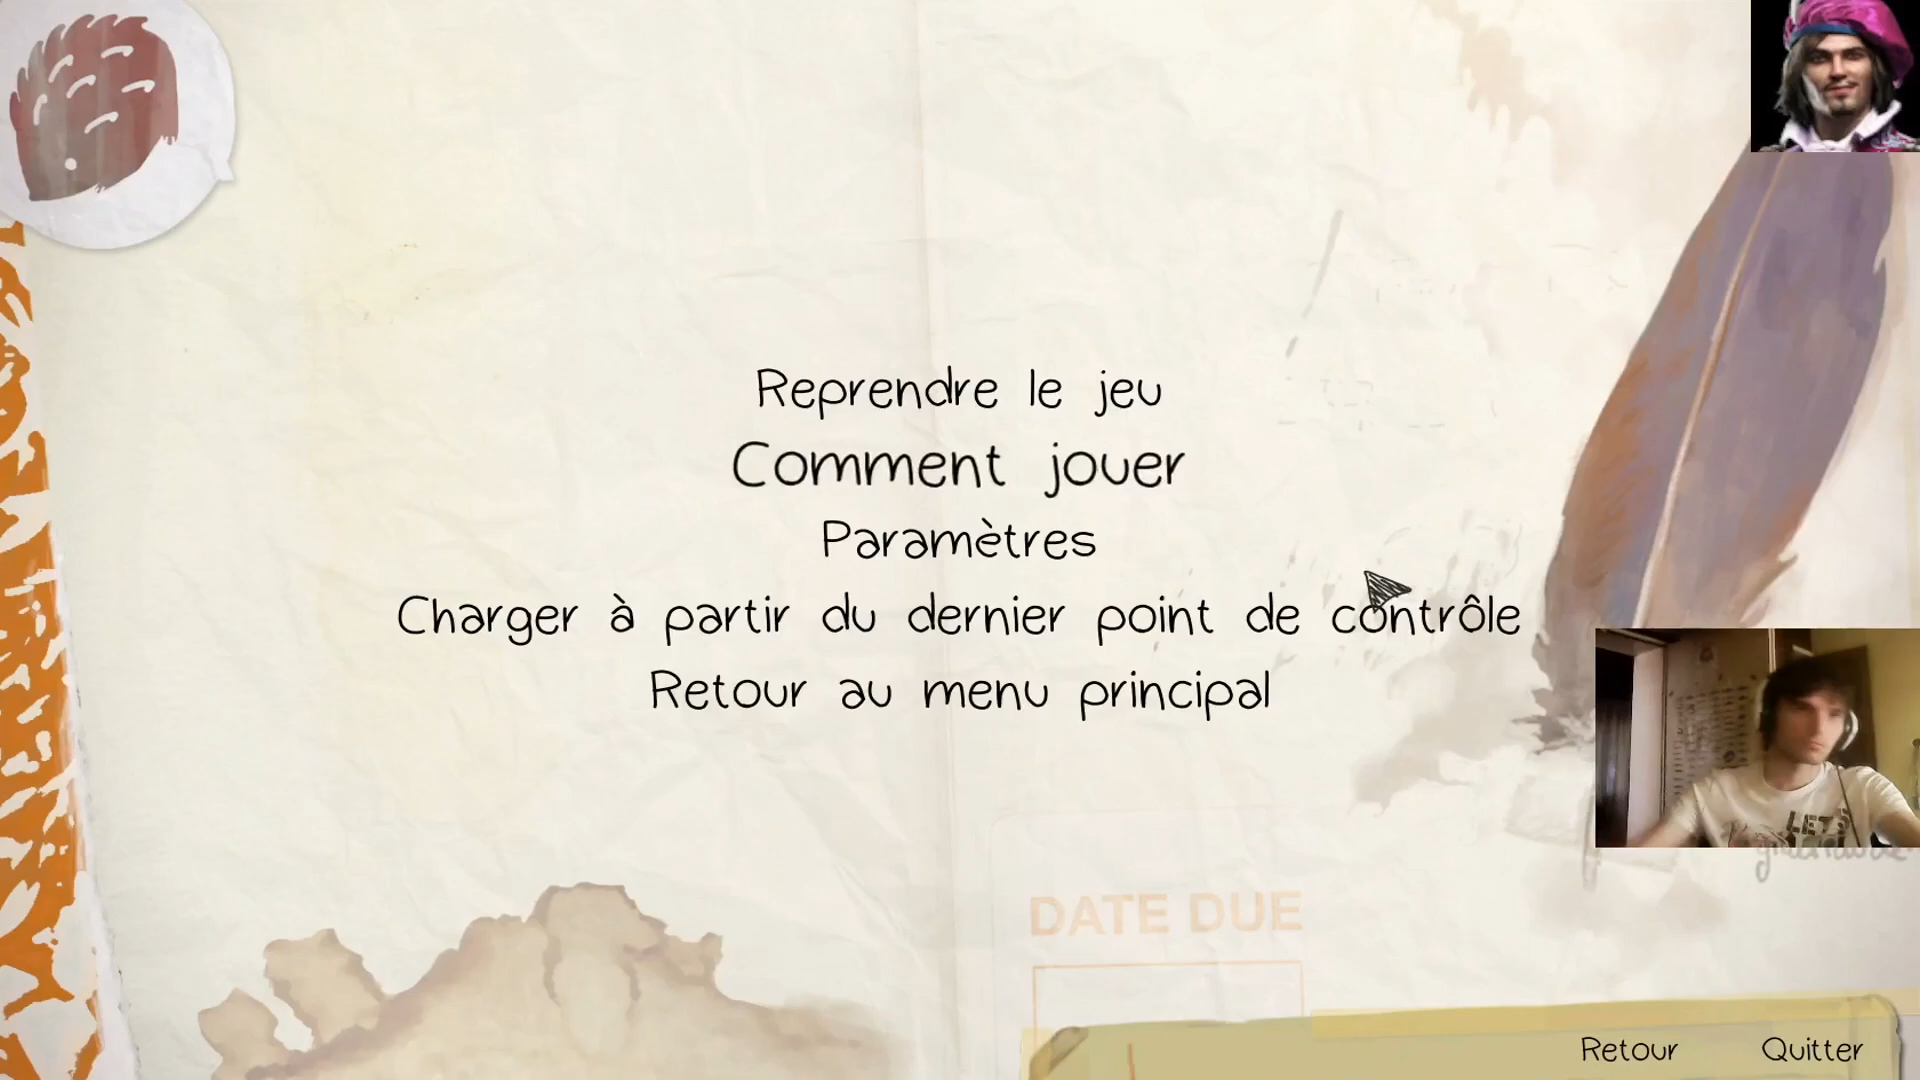 Reprendre le jeu
Comment jouer
Paramètres
Charger à partir du dernier point de contrôle
Retour au menu principal
LET'S
DATE DUE
Retour
Quitter